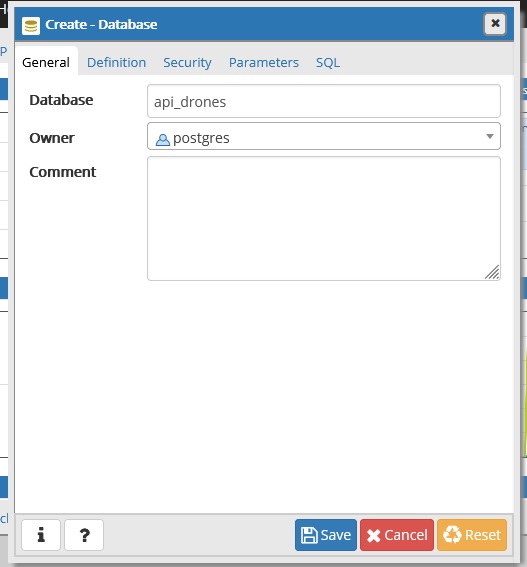 Create - Database
General Definition Security Parameters SQL
Database api_drones
Owner postgres
Comment
i ? Save Cancel Reset